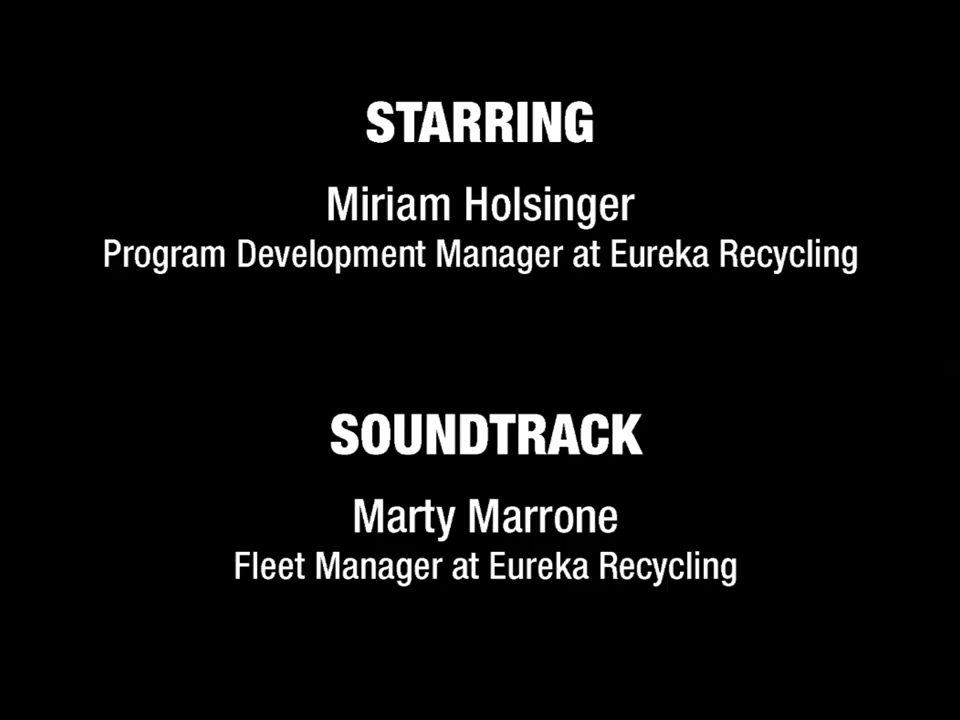 STARRING
Miriam Holsinger
Program Development Manager at Eureka Recycling
SOUNDTRACK
Marty Marrone
Fleet Manager at Eureka Recycling